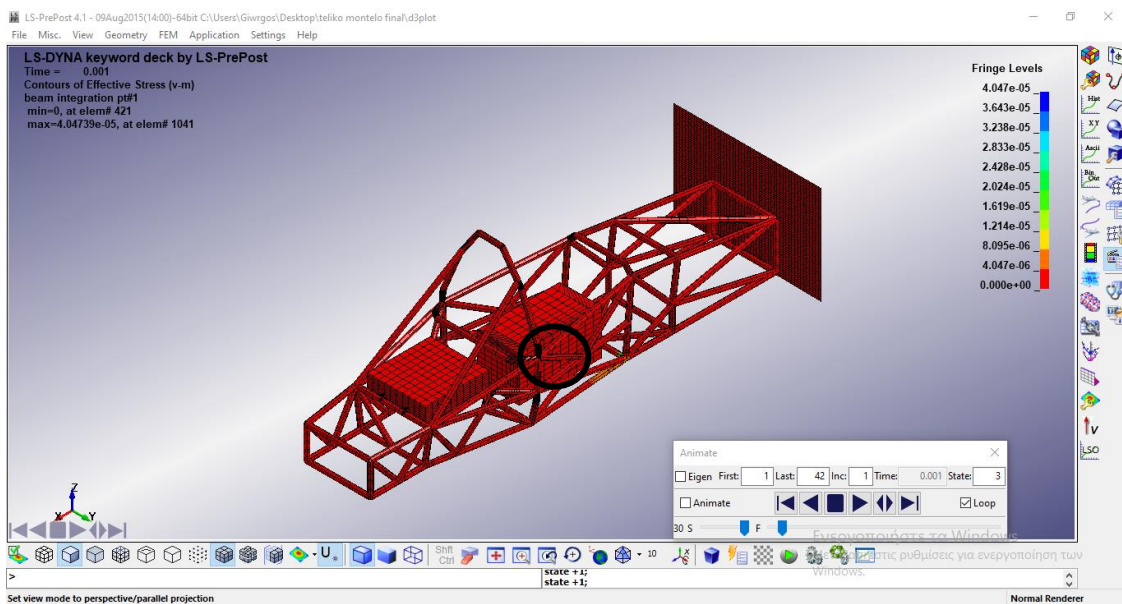 LS-PrePost 4.1 - 09Aug2015(14:00)-64bit C:\Users\Giwrgos\Desktop\teliko montelo final\d3plot
File Misc. View Geometry FEM Application Settings Help
LS-DYNA keyword deck by LS-PrePost
Time = 0.001
Contours of Effective Stress (v-m)
beam integration pt#1
min=0, at elem# 421
max=4.04739e-05, at elem# 1041
Fringe Levels
4.047e-05
3.643e-05
3.238e-05
2.833e-05
2.428e-05
2.024e-05
1.619e-05
1.214e-05
8.095e-06
4.047e-06
0.000e+00
Hist
X Y
Ascii
Bin
Out
V
LSO
Z
X Y
Animate
Eigen First: 1 Last: 42 Inc: 1 Time: 0.001 State: 3
Animate Loop
30 S F
Ενεργοποιήστε τα Windows
ρυθμίσεις για ενεργοποίηση των
Windows.
U
Shft
Ctrl
10
>
state +1;
state +1;
Set view mode to perspective/parallel projection
Normal Renderer